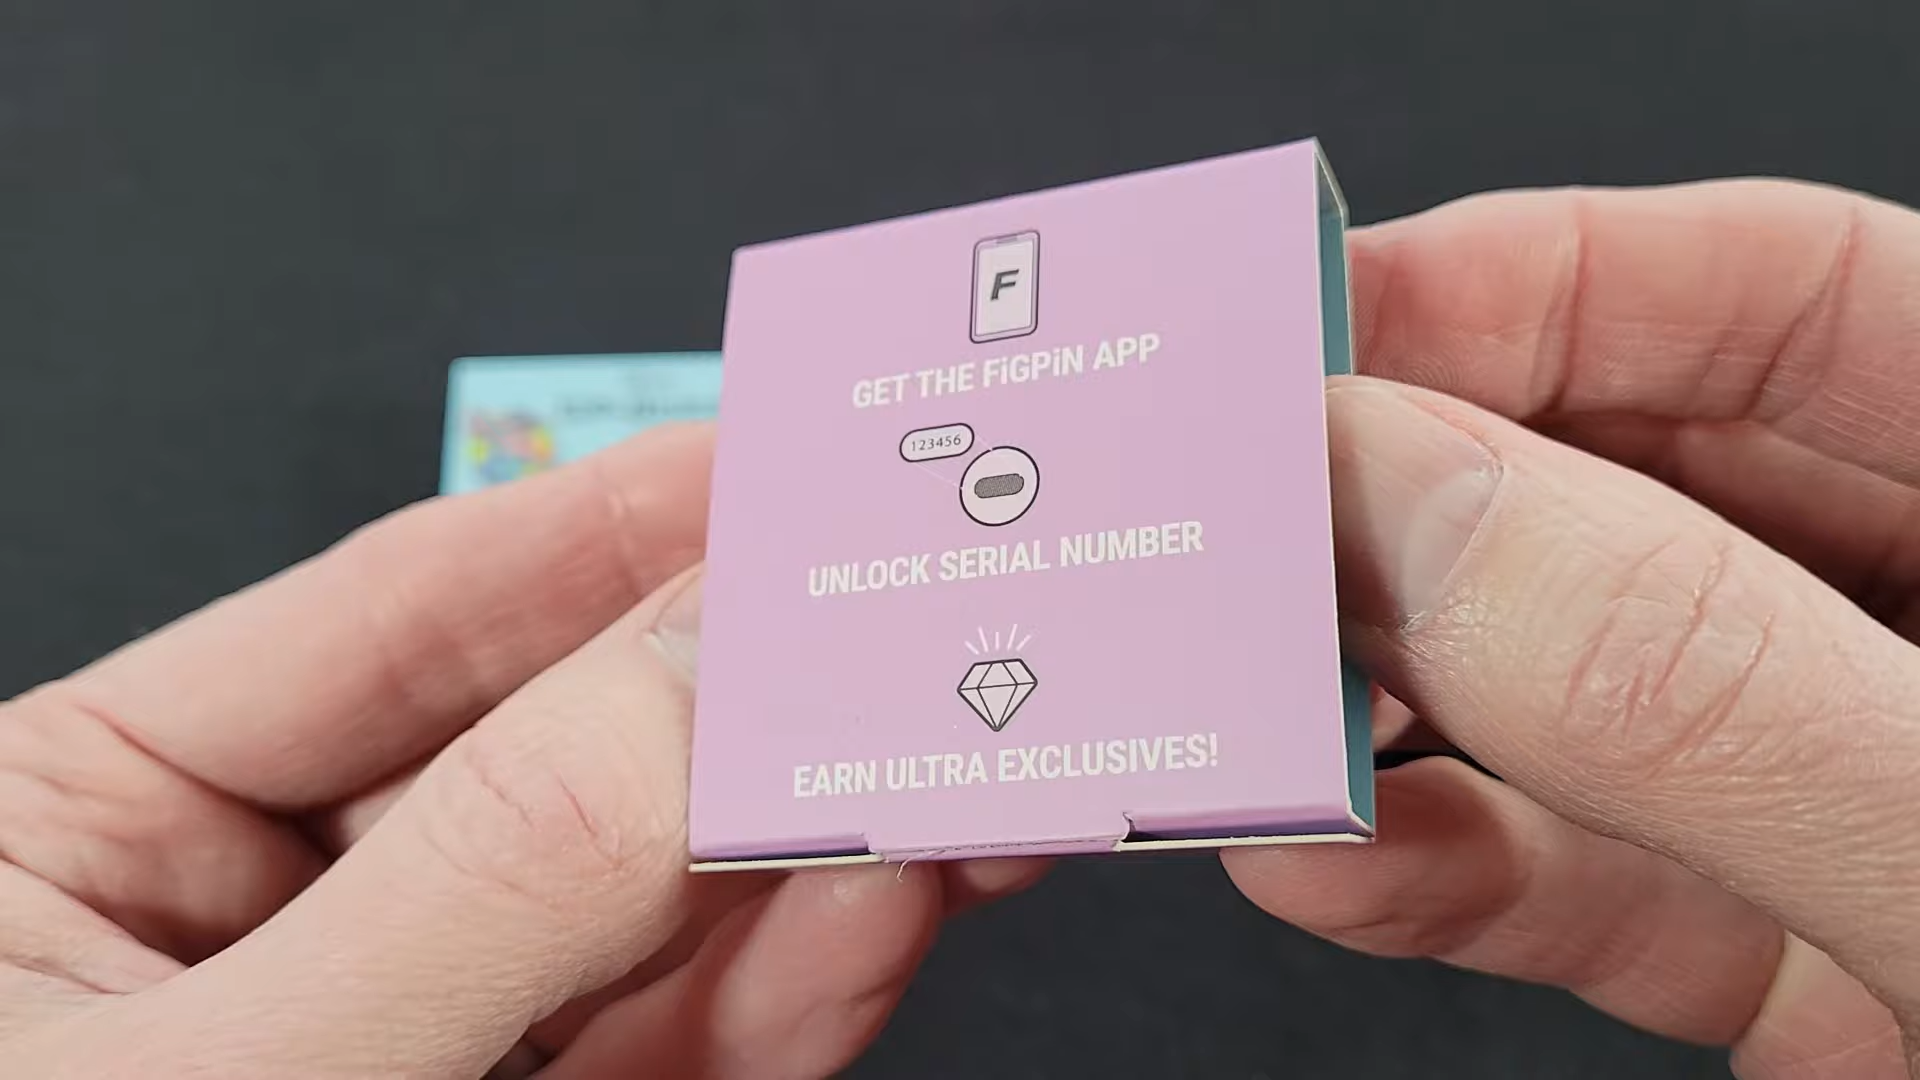 F
GET THE FiGPiN APP
123456
UNLOCK SERIAL NUMBER
EARN ULTRA EXCLUSIVES!